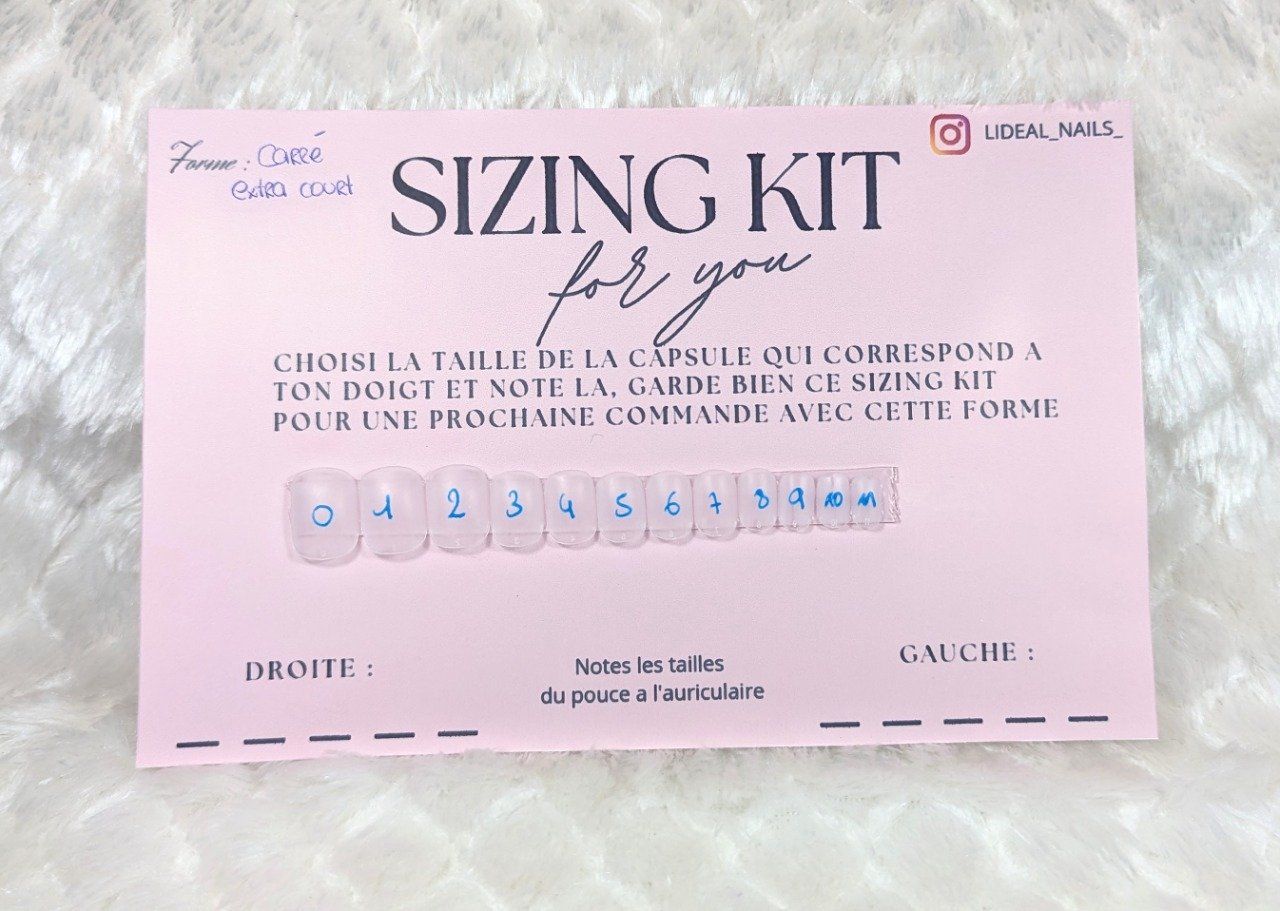 Forme : Carré
extra court
LIDEAL_NAILS_
SIZING KIT
for you
CHOISI LA TAILLE DE LA CAPSULE QUI CORRESPOND A
TON DOIGT ET NOTE LA, GARDE BIEN CE SIZING KIT
POUR UNE PROCHAINE COMMANDE AVEC CETTE FORME
0 1 2 3 4 5 6 7 8 9 10 11
DROITE :
Notes les tailles
du pouce a l'auriculaire
GAUCHE :